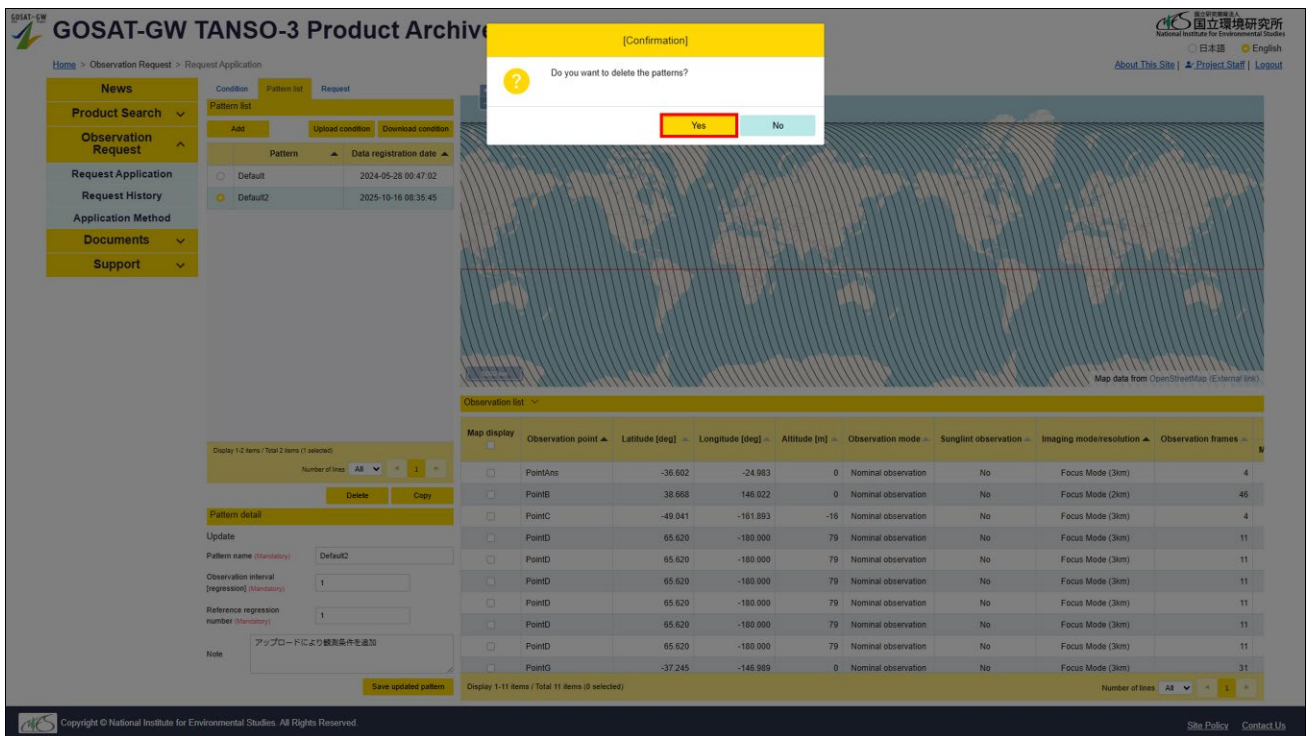 GOSAT-GW
GOSAT-GW TANSO-3 Product Archive
国立研究開発法人
国立環境研究所
National Institute for Environmental Studies
日本語 English
Home > Observation Request > Request Application
About This Site | Project Staff | Logout
[Confirmation]
Do you want to delete the patterns?
Yes No
News
Product Search
Observation
Request
Request Application
Request History
Application Method
Documents
Support
Condition Pattern list Request
Pattern list
Add Upload condition Download condition
Pattern Data registration date
Default 2024-05-28 00:47:02
Default2 2025-10-16 08:35:45
Display 1-2 items / Total 2 items (1 selected)
Number of lines All < 1 >
Delete Copy
Pattern detail
Update
Pattern name (Mandatory) Default2
Observation interval
[regression] (Mandatory) 1
Reference regression
number (Mandatory) 1
Note アップロードにより観測条件を追加
Save updated pattern
Map data from OpenStreetMap (External link)
Observation list
Map display Observation point Latitude [deg] Longitude [deg] Altitude [m] Observation mode Sunglint observation Imaging mode/resolution Observation frames M
PointAns -36.602 -24.983 0 Nominal observation No Focus Mode (3km) 4
PointB 38.668 146.022 0 Nominal observation No Focus Mode (2km) 46
PointC -49.041 -161.893 -16 Nominal observation No Focus Mode (3km) 4
PointD 65.620 -180.000 79 Nominal observation No Focus Mode (3km) 11
PointD 65.620 -180.000 79 Nominal observation No Focus Mode (3km) 11
PointD 65.620 -180.000 79 Nominal observation No Focus Mode (3km) 11
PointD 65.620 -180.000 79 Nominal observation No Focus Mode (3km) 11
PointD 65.620 -180.000 79 Nominal observation No Focus Mode (3km) 11
PointD 65.620 -180.000 79 Nominal observation No Focus Mode (3km) 11
PointG -37.245 -146.989 0 Nominal observation No Focus Mode (3km) 31
Display 1-11 items / Total 11 items (0 selected)
Number of lines All < 1 >
Copyright © National Institute for Environmental Studies. All Rights Reserved.
Site Policy Contact Us